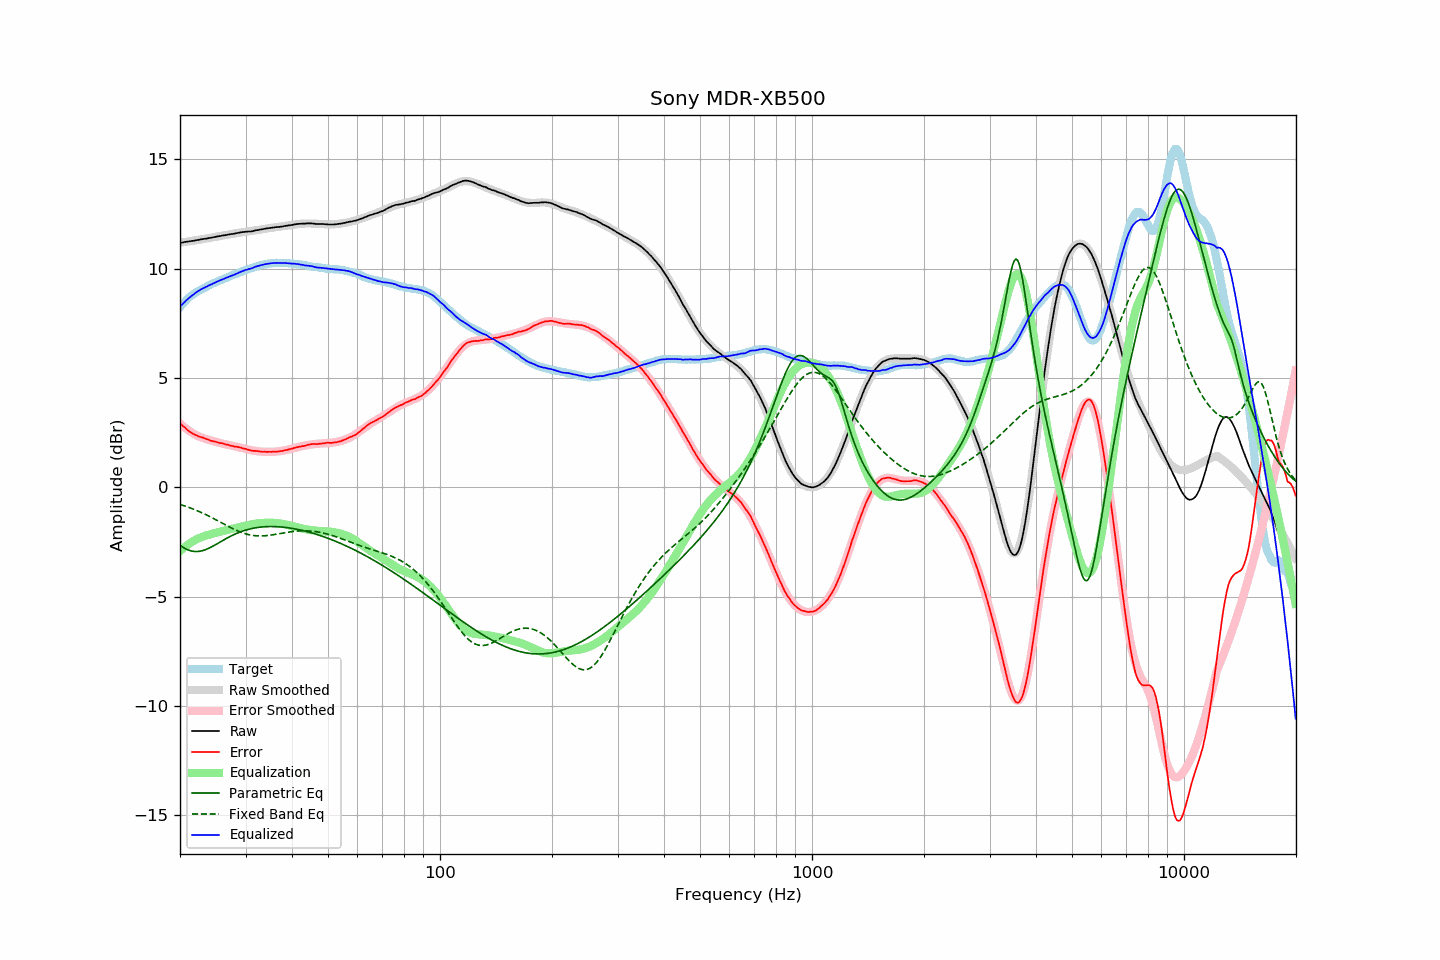 Sony MDR-XB500
15
10
5
0
−5
−10
−15
Amplitude (dBr)
Target
Raw Smoothed
Error Smoothed
Raw
Error
Equalization
Parametric Eq
Fixed Band Eq
Equalized
100
1000
10000
Frequency (Hz)